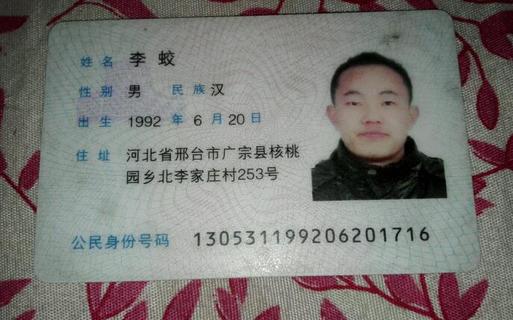 姓名 李蛟
性别 男 民族 汉
出生 1992 年 6 月 20 日
住址 河北省邢台市广宗县核桃
园乡北李家庄村253号
公民身份号码 130531199206201716